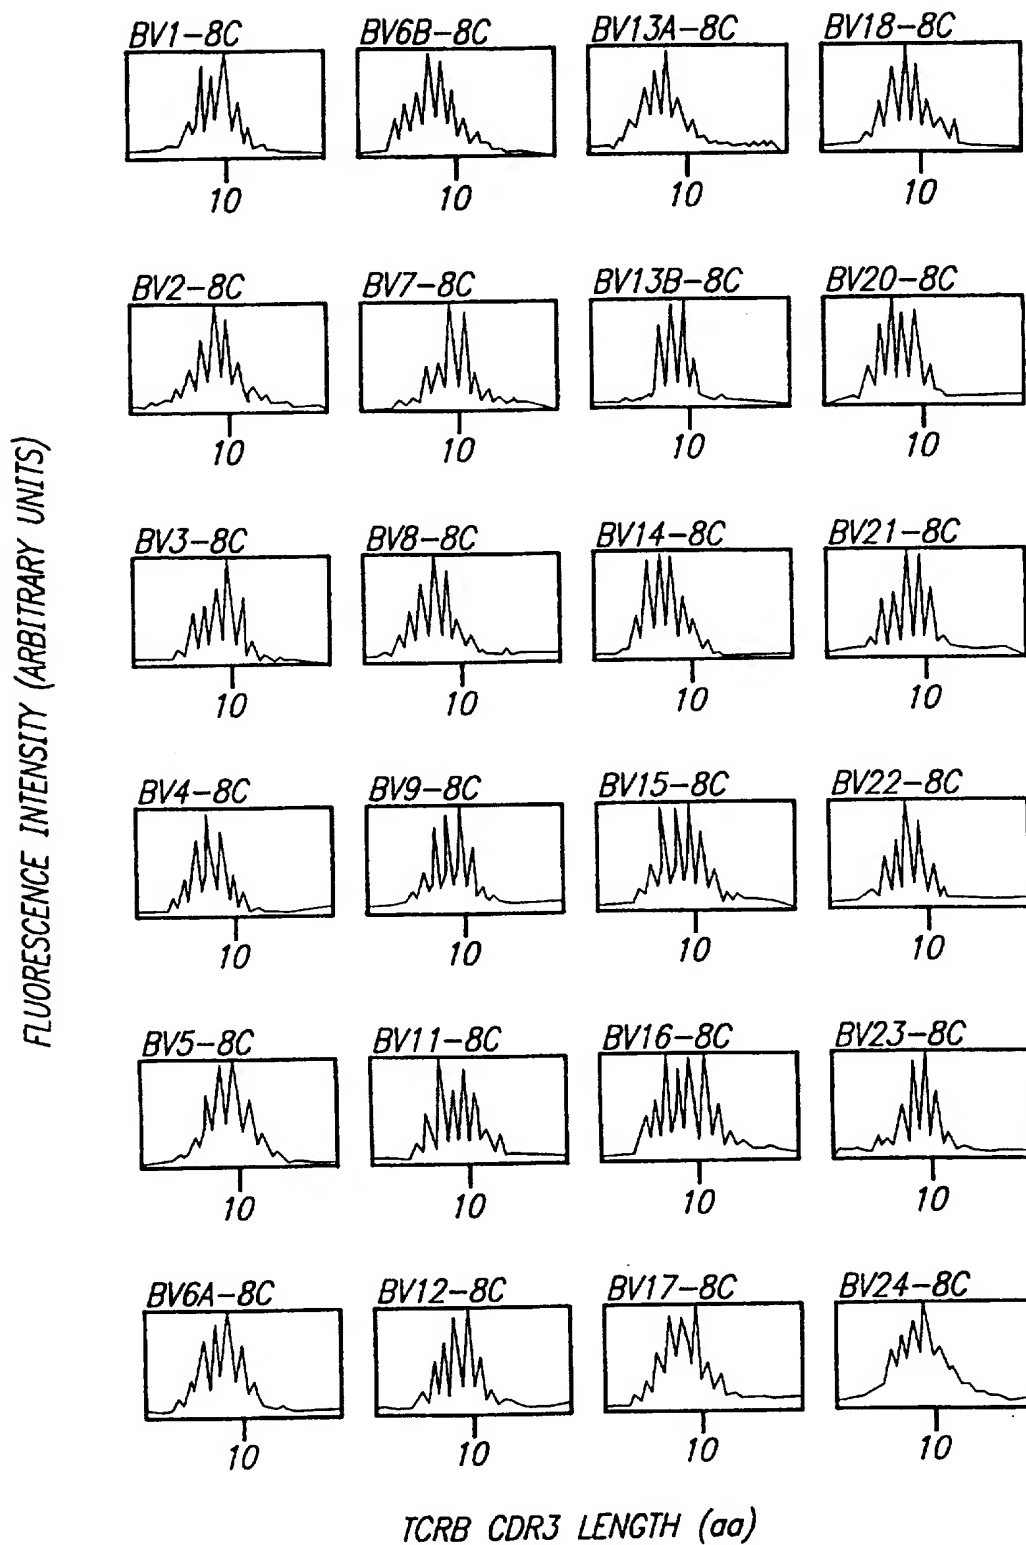 BV1-8C BV6B-8C BV13A-8C BV18-8C
10 10 10 10
BV2-8C BV7-8C BV13B-8C BV20-8C
10 10 10 10
BV3-8C BV8-8C BV14-8C BV21-8C
10 10 10 10
BV4-8C BV9-8C BV15-8C BV22-8C
10 10 10 10
BV5-8C BV11-8C BV16-8C BV23-8C
10 10 10 10
BV6A-8C BV12-8C BV17-8C BV24-8C
10 10 10 10
FLUORESCENCE INTENSITY (ARBITRARY UNITS)
TCRB CDR3 LENGTH (aa)